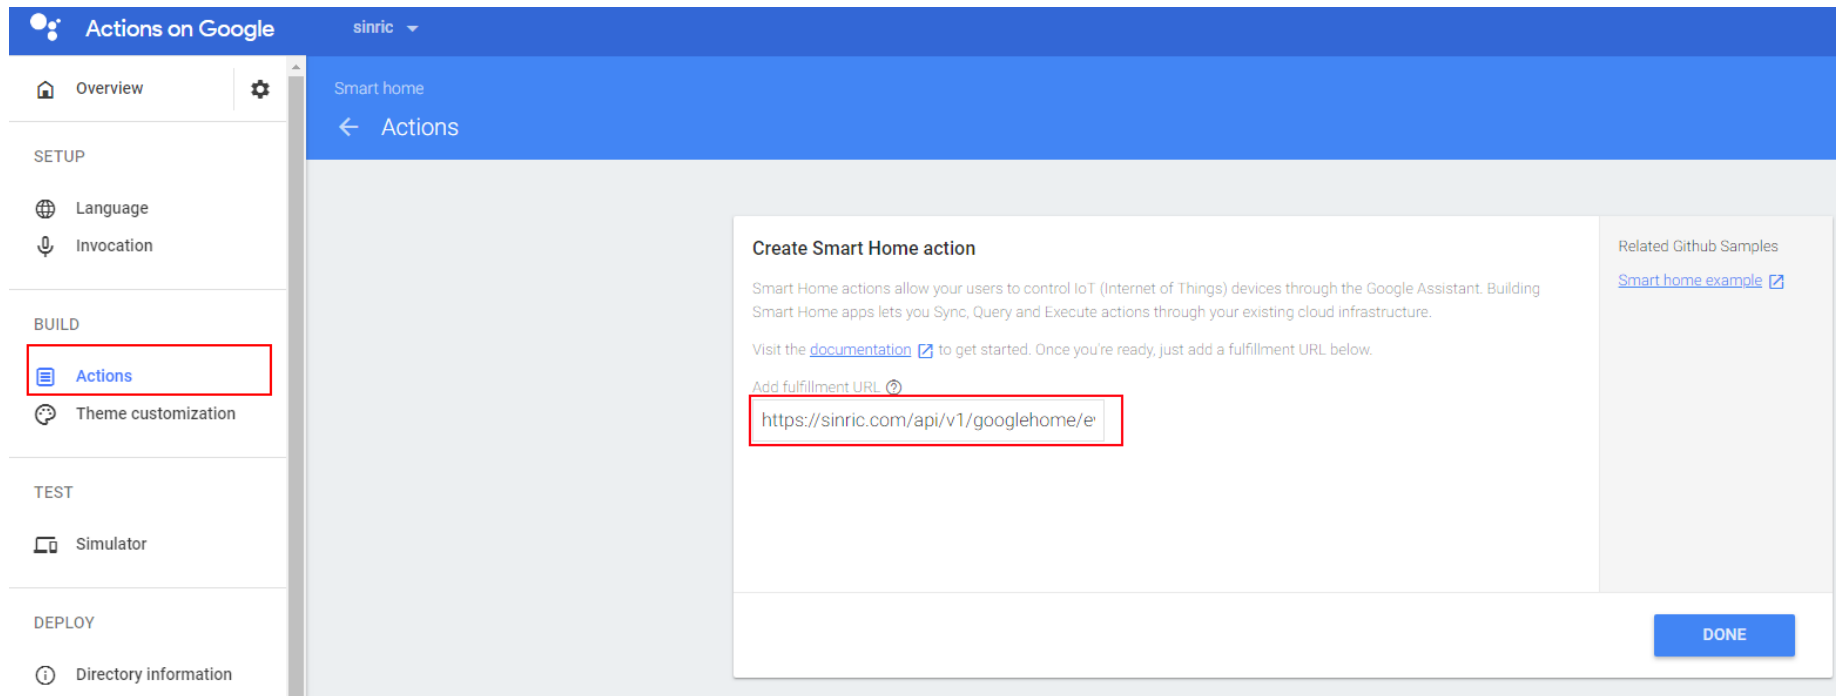 Actions on Google
sinric
Overview
SETUP
Language
Invocation
BUILD
Actions
Theme customization
TEST
Simulator
DEPLOY
Directory information
Smart home
Actions
Create Smart Home action
Smart Home actions allow your users to control IoT (Internet of Things) devices through the Google Assistant. Building
Smart Home apps lets you Sync, Query and Execute actions through your existing cloud infrastructure.
Visit the documentation to get started. Once you're ready, just add a fulfillment URL below.
Add fulfillment URL
https://sinric.com/api/v1/googlehome/e
DONE
Related Github Samples
Smart home example